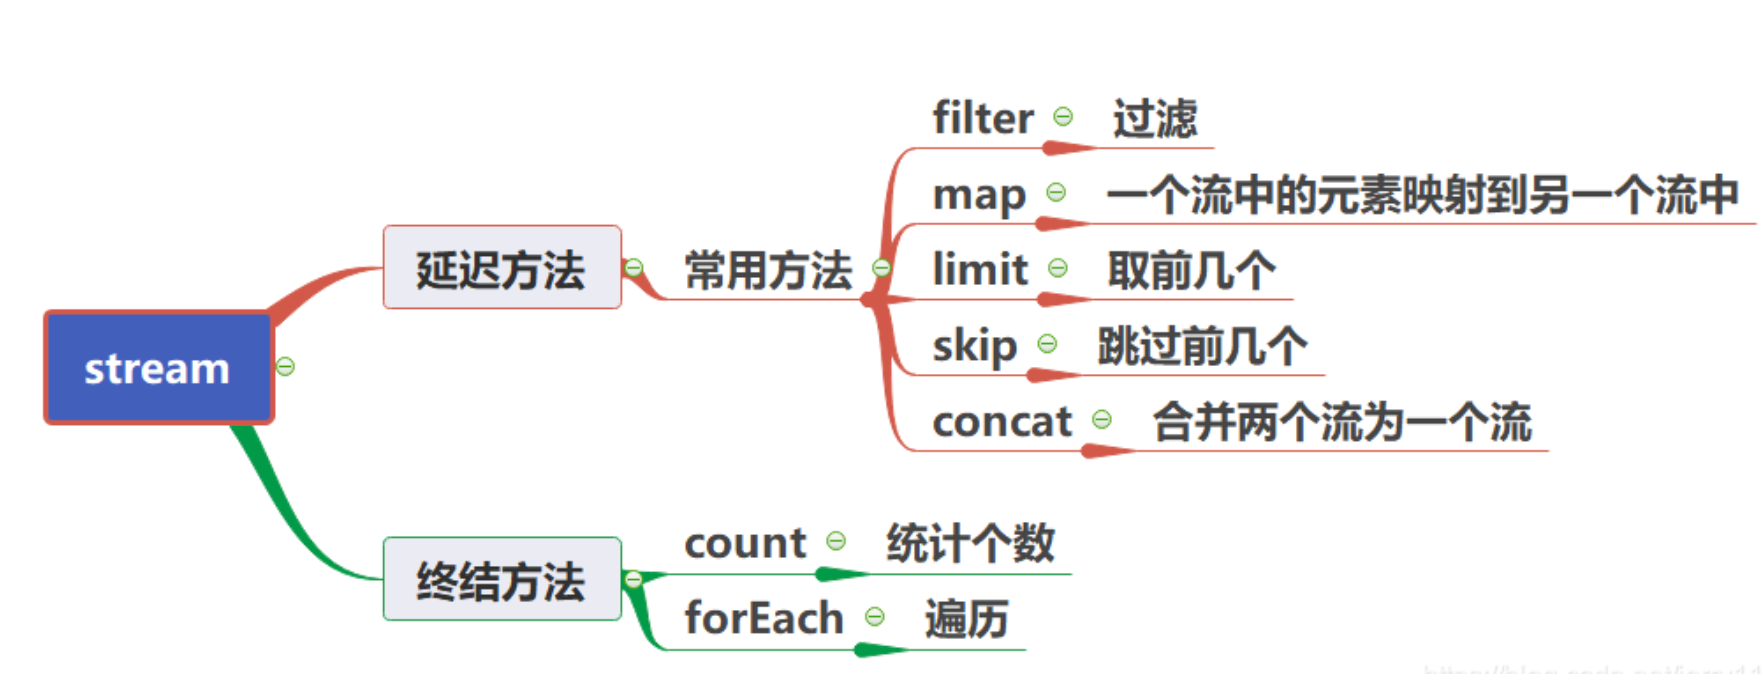 stream
延迟方法
常用方法
filter 过滤
map 一个流中的元素映射到另一个流中
limit 取前几个
skip 跳过前几个
concat 合并两个流为一个流
终结方法
count 统计个数
forEach 遍历